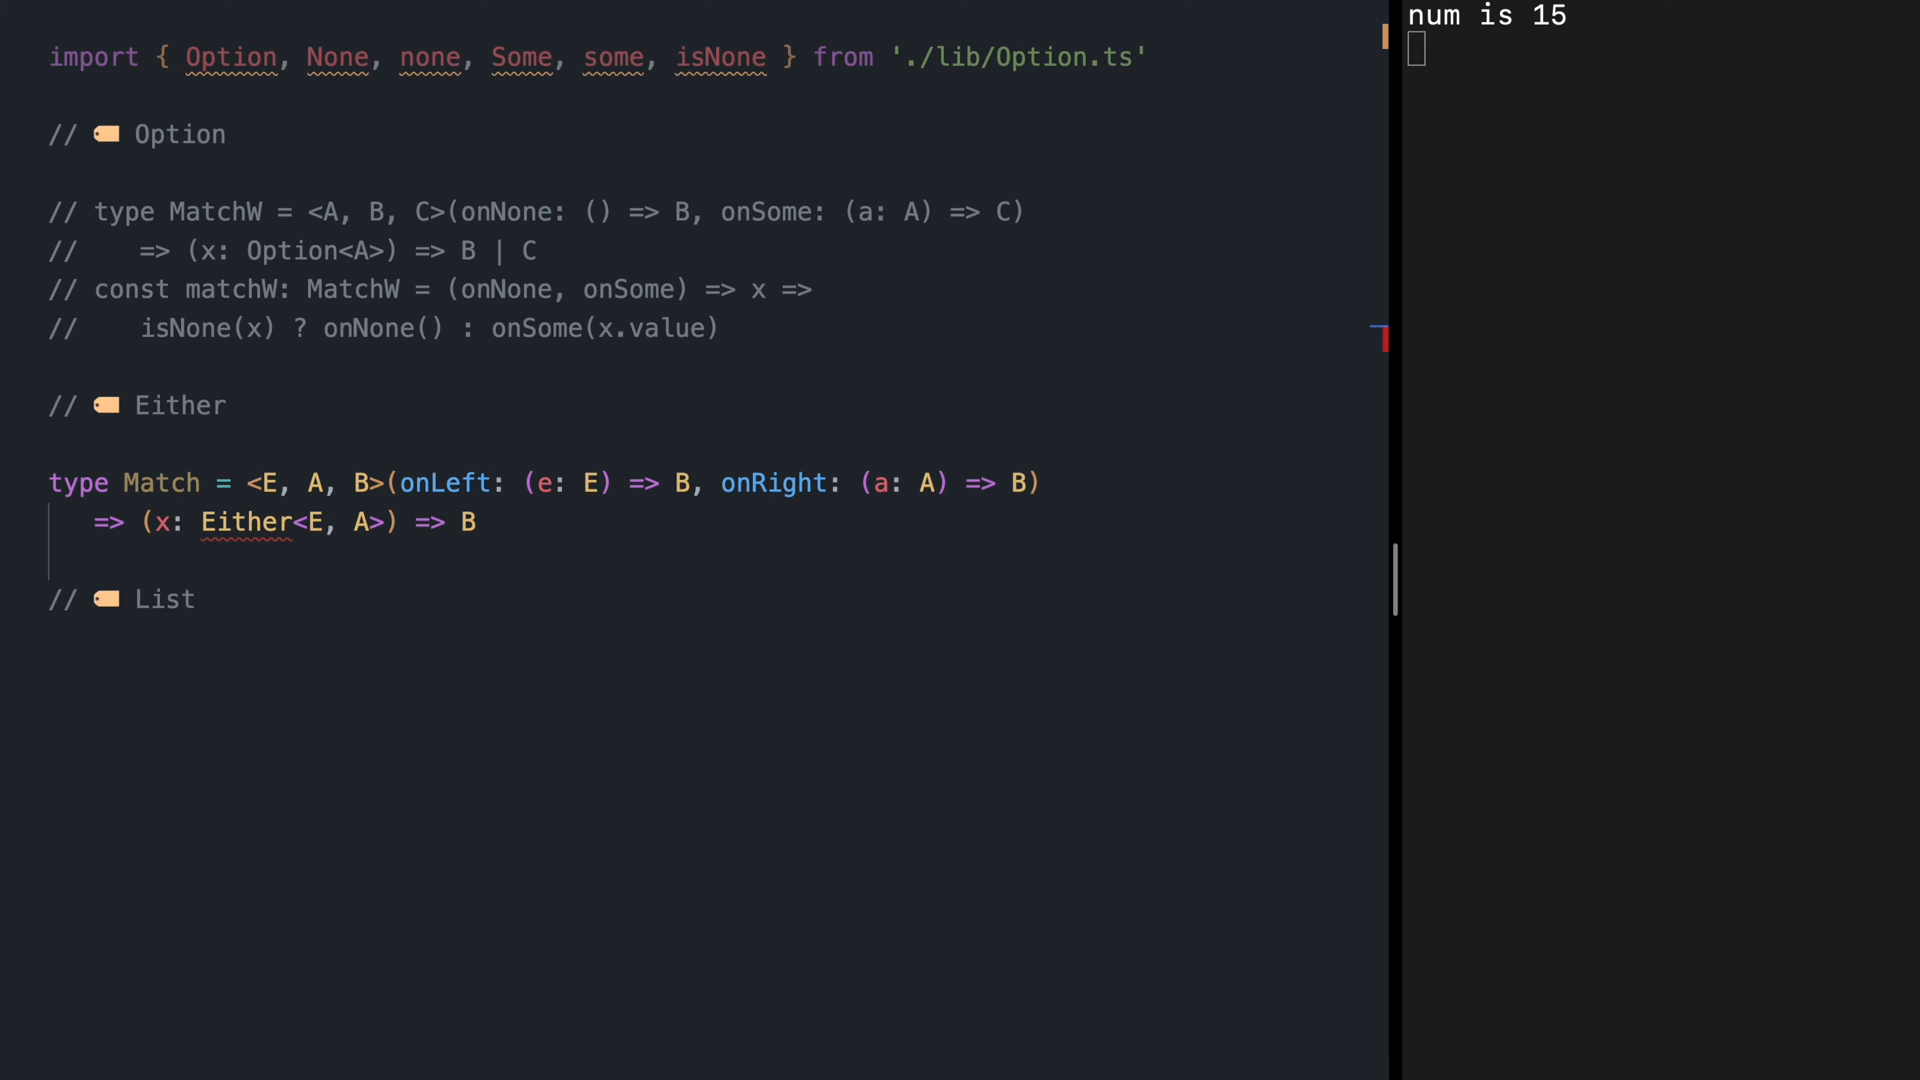 import { Option, None, none, Some, some, isNone } from './lib/Option.ts'
// 🏷️ Option
// type MatchW = <A, B, C>(onNone: () => B, onSome: (a: A) => C)
//    => (x: Option<A>) => B | C
// const matchW: MatchW = (onNone, onSome) => x =>
//    isNone(x) ? onNone() : onSome(x.value)
// 🏷️ Either
type Match = <E, A, B>(onLeft: (e: E) => B, onRight: (a: A) => B)
   => (x: Either<E, A>) => B
// 🏷️ List
num is 15